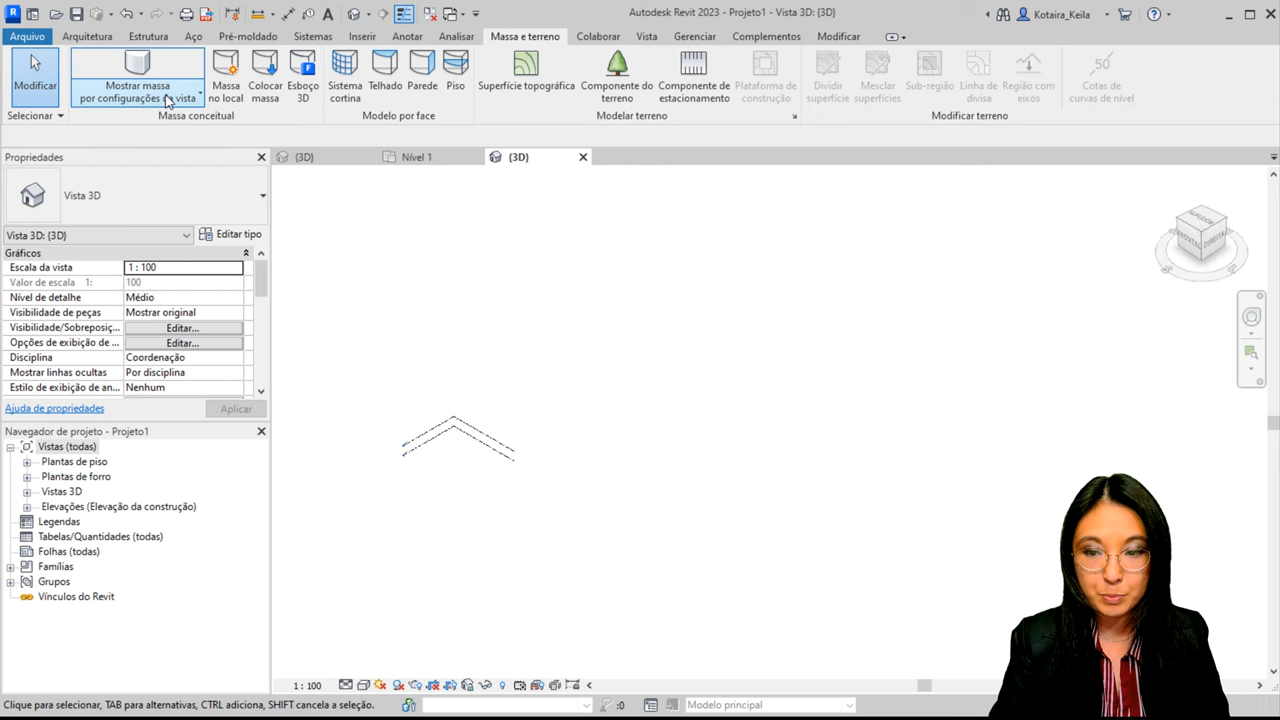 Autodesk Revit 2023 - Projeto1 - Vista 3D: {3D}
Kotaira_Keila
Arquivo Arquitetura Estrutura Aço Pré-moldado Sistemas Inserir Anotar Analisar Massa e terreno Colaborar Vista Gerenciar Complementos Modificar
Modificar
Mostrar massa
por configurações da vista
Massa
no local
Colocar
massa
Esboço
3D
Sistema
cortina
Telhado
Parede
Piso
Superfície topográfica
Componente do
terreno
Componente de
estacionamento
Plataforma de
construção
Dividir
superfície
Mesclar
superfícies
Sub-região
Linha de
divisa
Região com
eixos
50
Cotas de
curvas de nível
Selecionar
Massa conceitual
Modelo por face
Modelar terreno
Modificar terreno
Propriedades
{3D}
Nível 1
{3D}
Vista 3D
Vista 3D: {3D}
Editar tipo
Gráficos
Escala da vista 1 : 100
Valor de escala 1: 100
Nível de detalhe Médio
Visibilidade de peças Mostrar original
Visibilidade/Sobreposiç... Editar...
Opções de exibição de ... Editar...
Disciplina Coordenação
Mostrar linhas ocultas Por disciplina
Estilo de exibição de an... Nenhum
Ajuda de propriedades
Aplicar
Navegador de projeto - Projeto1
Vistas (todas)
Plantas de piso
Plantas de forro
Vistas 3D
Elevações (Elevação da construção)
Legendas
Tabelas/Quantidades (todas)
Folhas (todas)
Famílias
Grupos
Vínculos do Revit
SUPERIOR
FRONTAL
DIREITA
1 : 100
Clique para selecionar, TAB para alternativas, CTRL adiciona, SHIFT cancela a seleção.
:0
Modelo principal